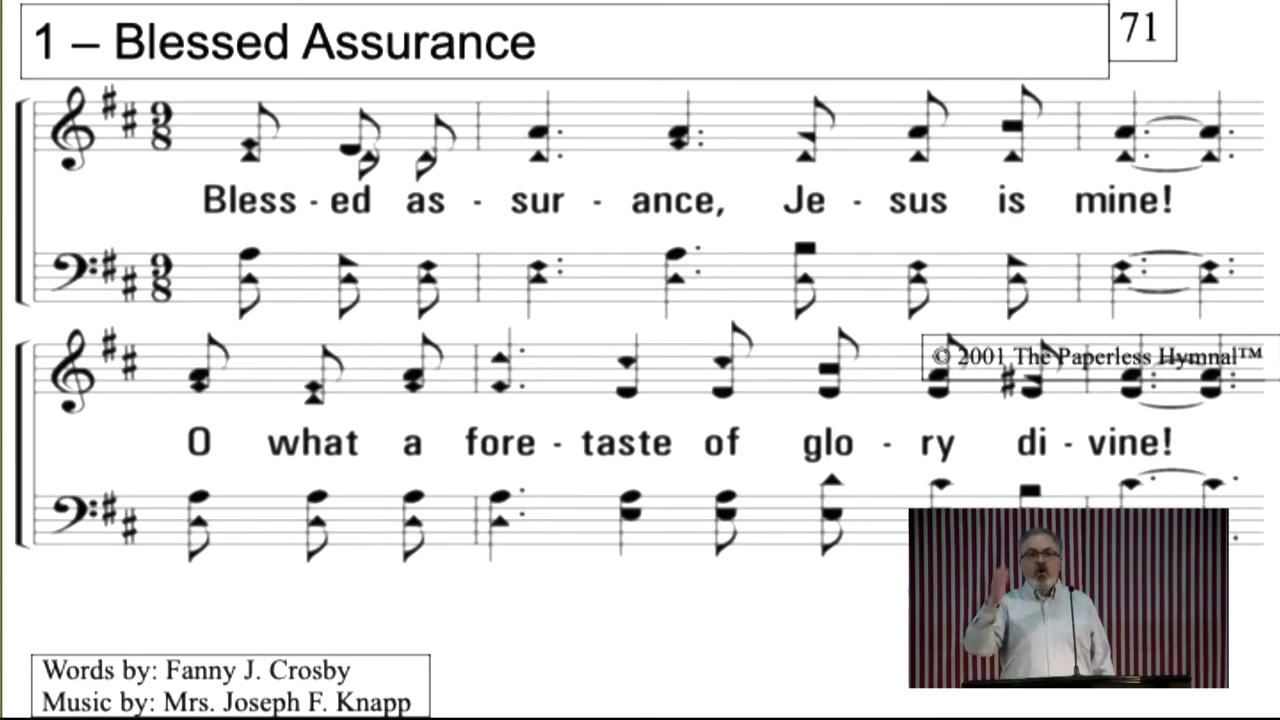 1 – Blessed Assurance
71
Bless - ed as - sur - ance, Je - sus is mine!
© 2001 The Paperless Hymnal™
O what a fore - taste of glo - ry di - vine!
Words by: Fanny J. Crosby
Music by: Mrs. Joseph F. Knapp